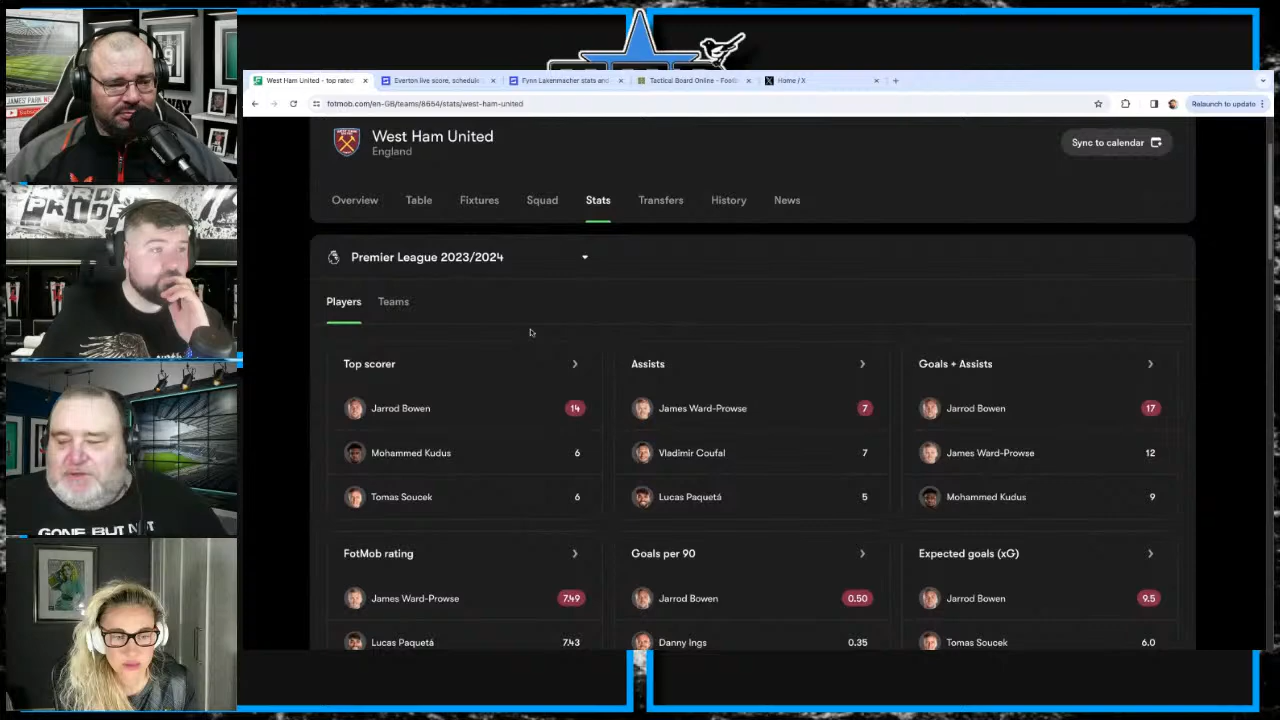 West Ham United - top rated
Everton live score, schedule
Fynn Laxenmacher stats and
Tactical Board Online - Footb
Home / X
fotmob.com/en-GB/teams/8654/stats/west-ham-united
Relaunch to update
West Ham United
England
Sync to calendar
Overview
Table
Fixtures
Squad
Stats
Transfers
History
News
Premier League 2023/2024
Players
Teams
Top scorer
Jarrod Bowen 14
Mohammed Kudus 6
Tomas Soucek 6
Assists
James Ward-Prowse 7
Vladimir Coufal 7
Lucas Paquetá 5
Goals + Assists
Jarrod Bowen 17
James Ward-Prowse 12
Mohammed Kudus 9
FotMob rating
James Ward-Prowse 7.49
Lucas Paquetá 7.43
Goals per 90
Jarrod Bowen 0.50
Danny Ings 0.35
Expected goals (xG)
Jarrod Bowen 9.5
Tomas Soucek 6.0
JAMES' PARK
PRIDE
GONE BUT N T